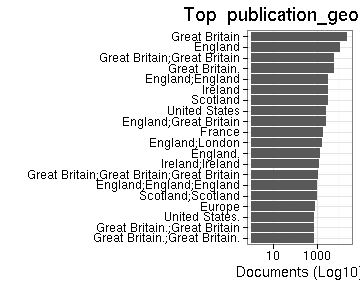 Top publication_geo
Great Britain
England
Great Britain;Great Britain
Great Britain.
England;England
Ireland
Scotland
United States
England;Great Britain
France
England;London
England.
Ireland;Ireland
Great Britain;Great Britain;Great Britain
England;England;England
Scotland;Scotland
Europe
United States.
Great Britain.;Great Britain
Great Britain.;Great Britain.
10 1000
Documents (Log10)